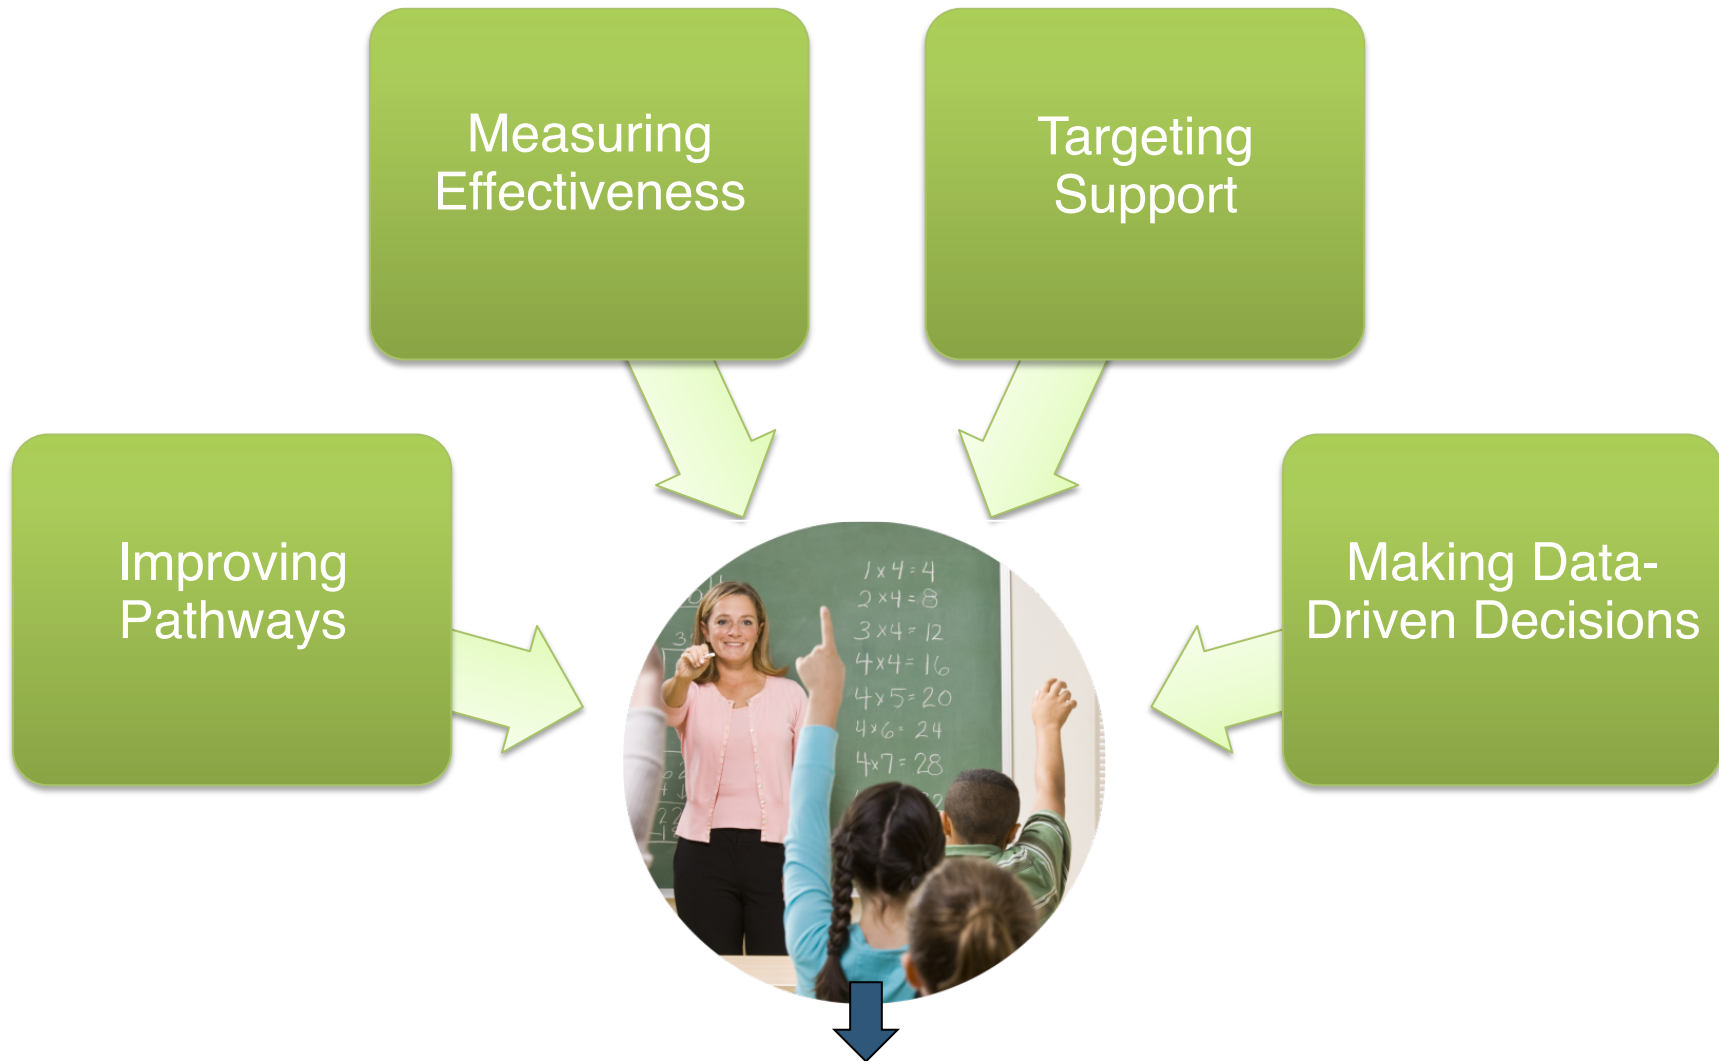 Measuring
Effectiveness
Targeting
Support
Improving
Pathways
Making Data-
Driven Decisions
1x4=4
2x4=8
3x4=12
4x4=16
4x5=20
4x6=24
4x7=28